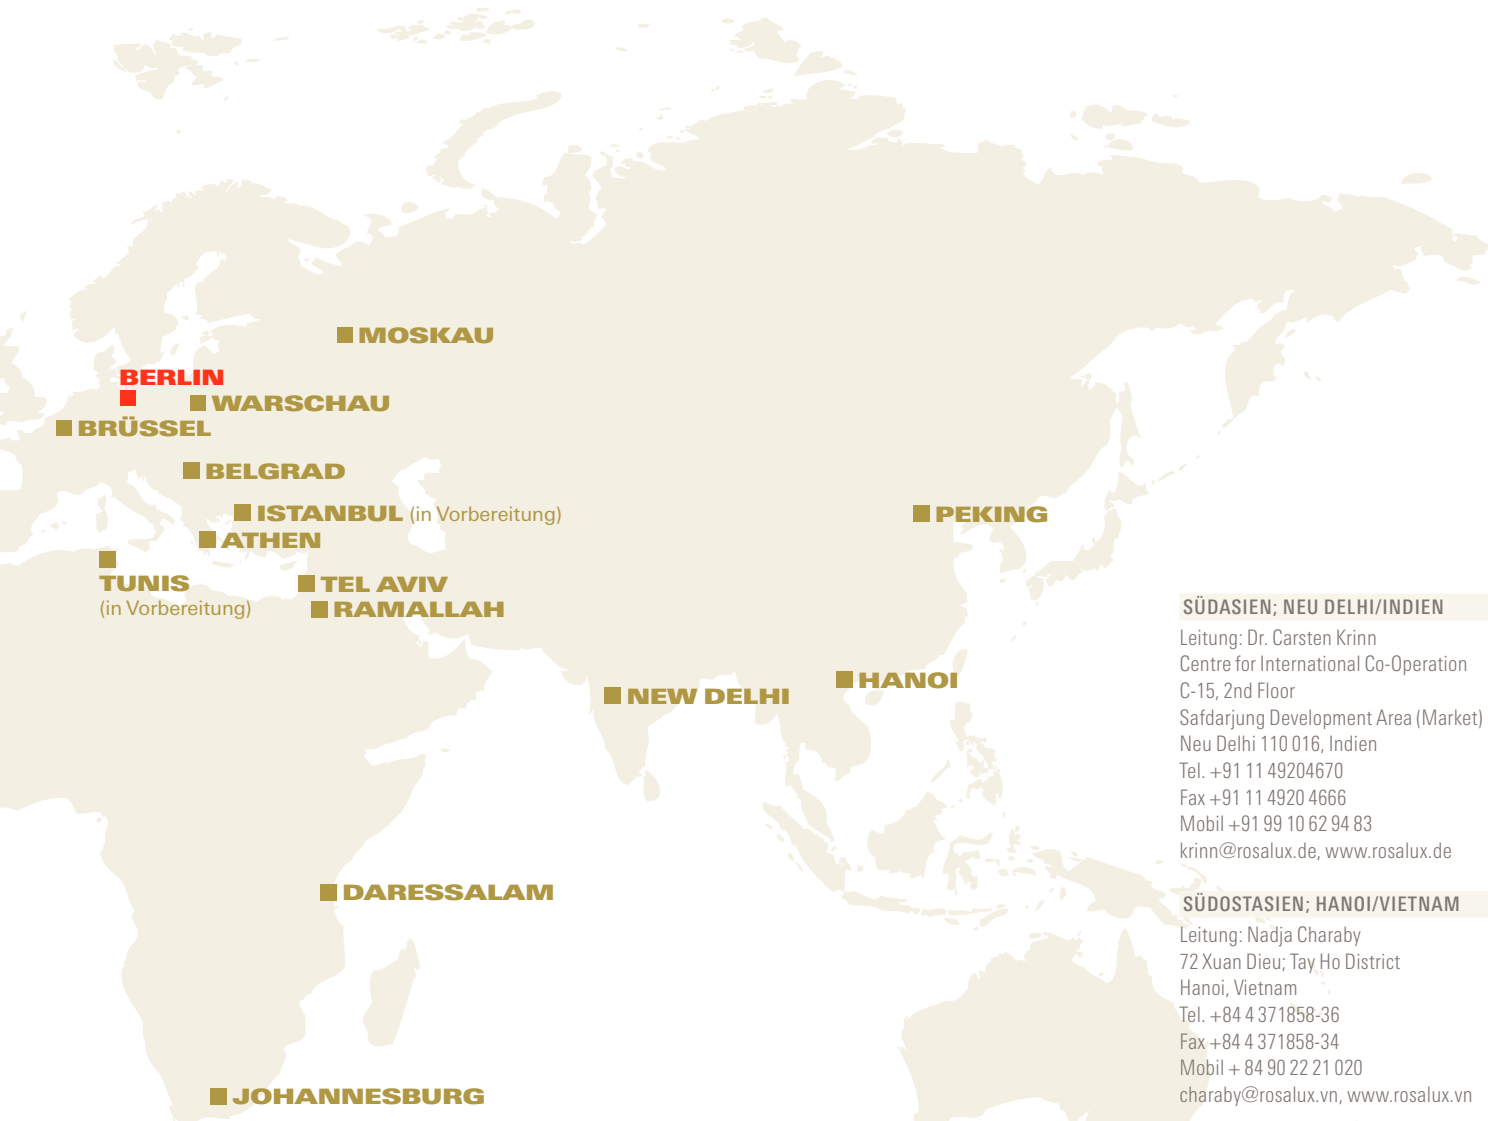 MOSKAU
BERLIN
WARSCHAU
BRÜSSEL
BELGRAD
ISTANBUL (in Vorbereitung)
PEKING
ATHEN
TUNIS
(in Vorbereitung)
TEL AVIV
RAMALLAH
HANOI
NEW DELHI
DARESSALAM
JOHANNESBURG
SÜDASIEN; NEU DELHI/INDIEN
Leitung: Dr. Carsten Krinn
Centre for International Co-Operation
C-15, 2nd Floor
Safdarjung Development Area (Market)
Neu Delhi 110 016, Indien
Tel. +91 11 49204670
Fax +91 11 4920 4666
Mobil +91 99 10 62 94 83
krinn@rosalux.de, www.rosalux.de
SÜDOSTASIEN; HANOI/VIETNAM
Leitung: Nadja Charaby
72 Xuan Dieu; Tay Ho District
Hanoi, Vietnam
Tel. +84 4 371858-36
Fax +84 4 371858-34
Mobil + 84 90 22 21 020
charaby@rosalux.vn, www.rosalux.vn